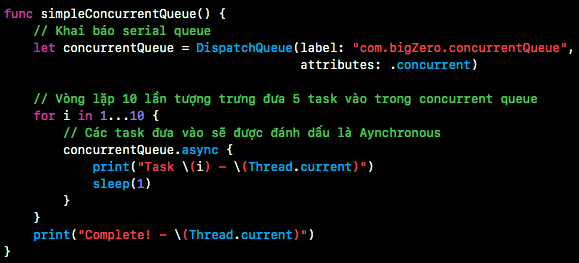 func simpleConcurrentQueue() {
// Khai báo serial queue
let concurrentQueue = DispatchQueue(label: "com.bigZero.concurrentQueue",
attributes: .concurrent)
// Vòng lặp 10 lần tượng trưng đưa 5 task vào trong concurrent queue
for i in 1...10 {
// Các task đưa vào sẽ được đánh dấu là Aynchronous
concurrentQueue.async {
print("Task \(i) - \(Thread.current)")
sleep(1)
}
}
print("Complete! - \(Thread.current)")
}